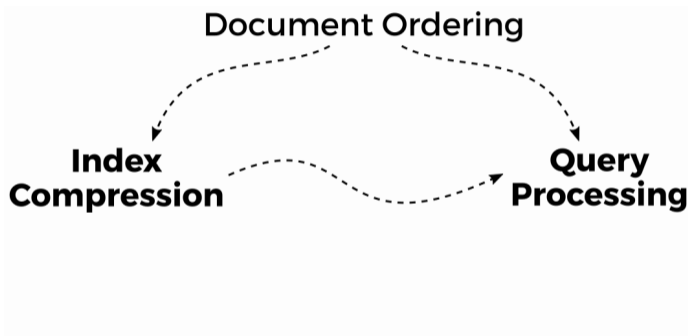 Document Ordering
Index
Compression
Query
Processing